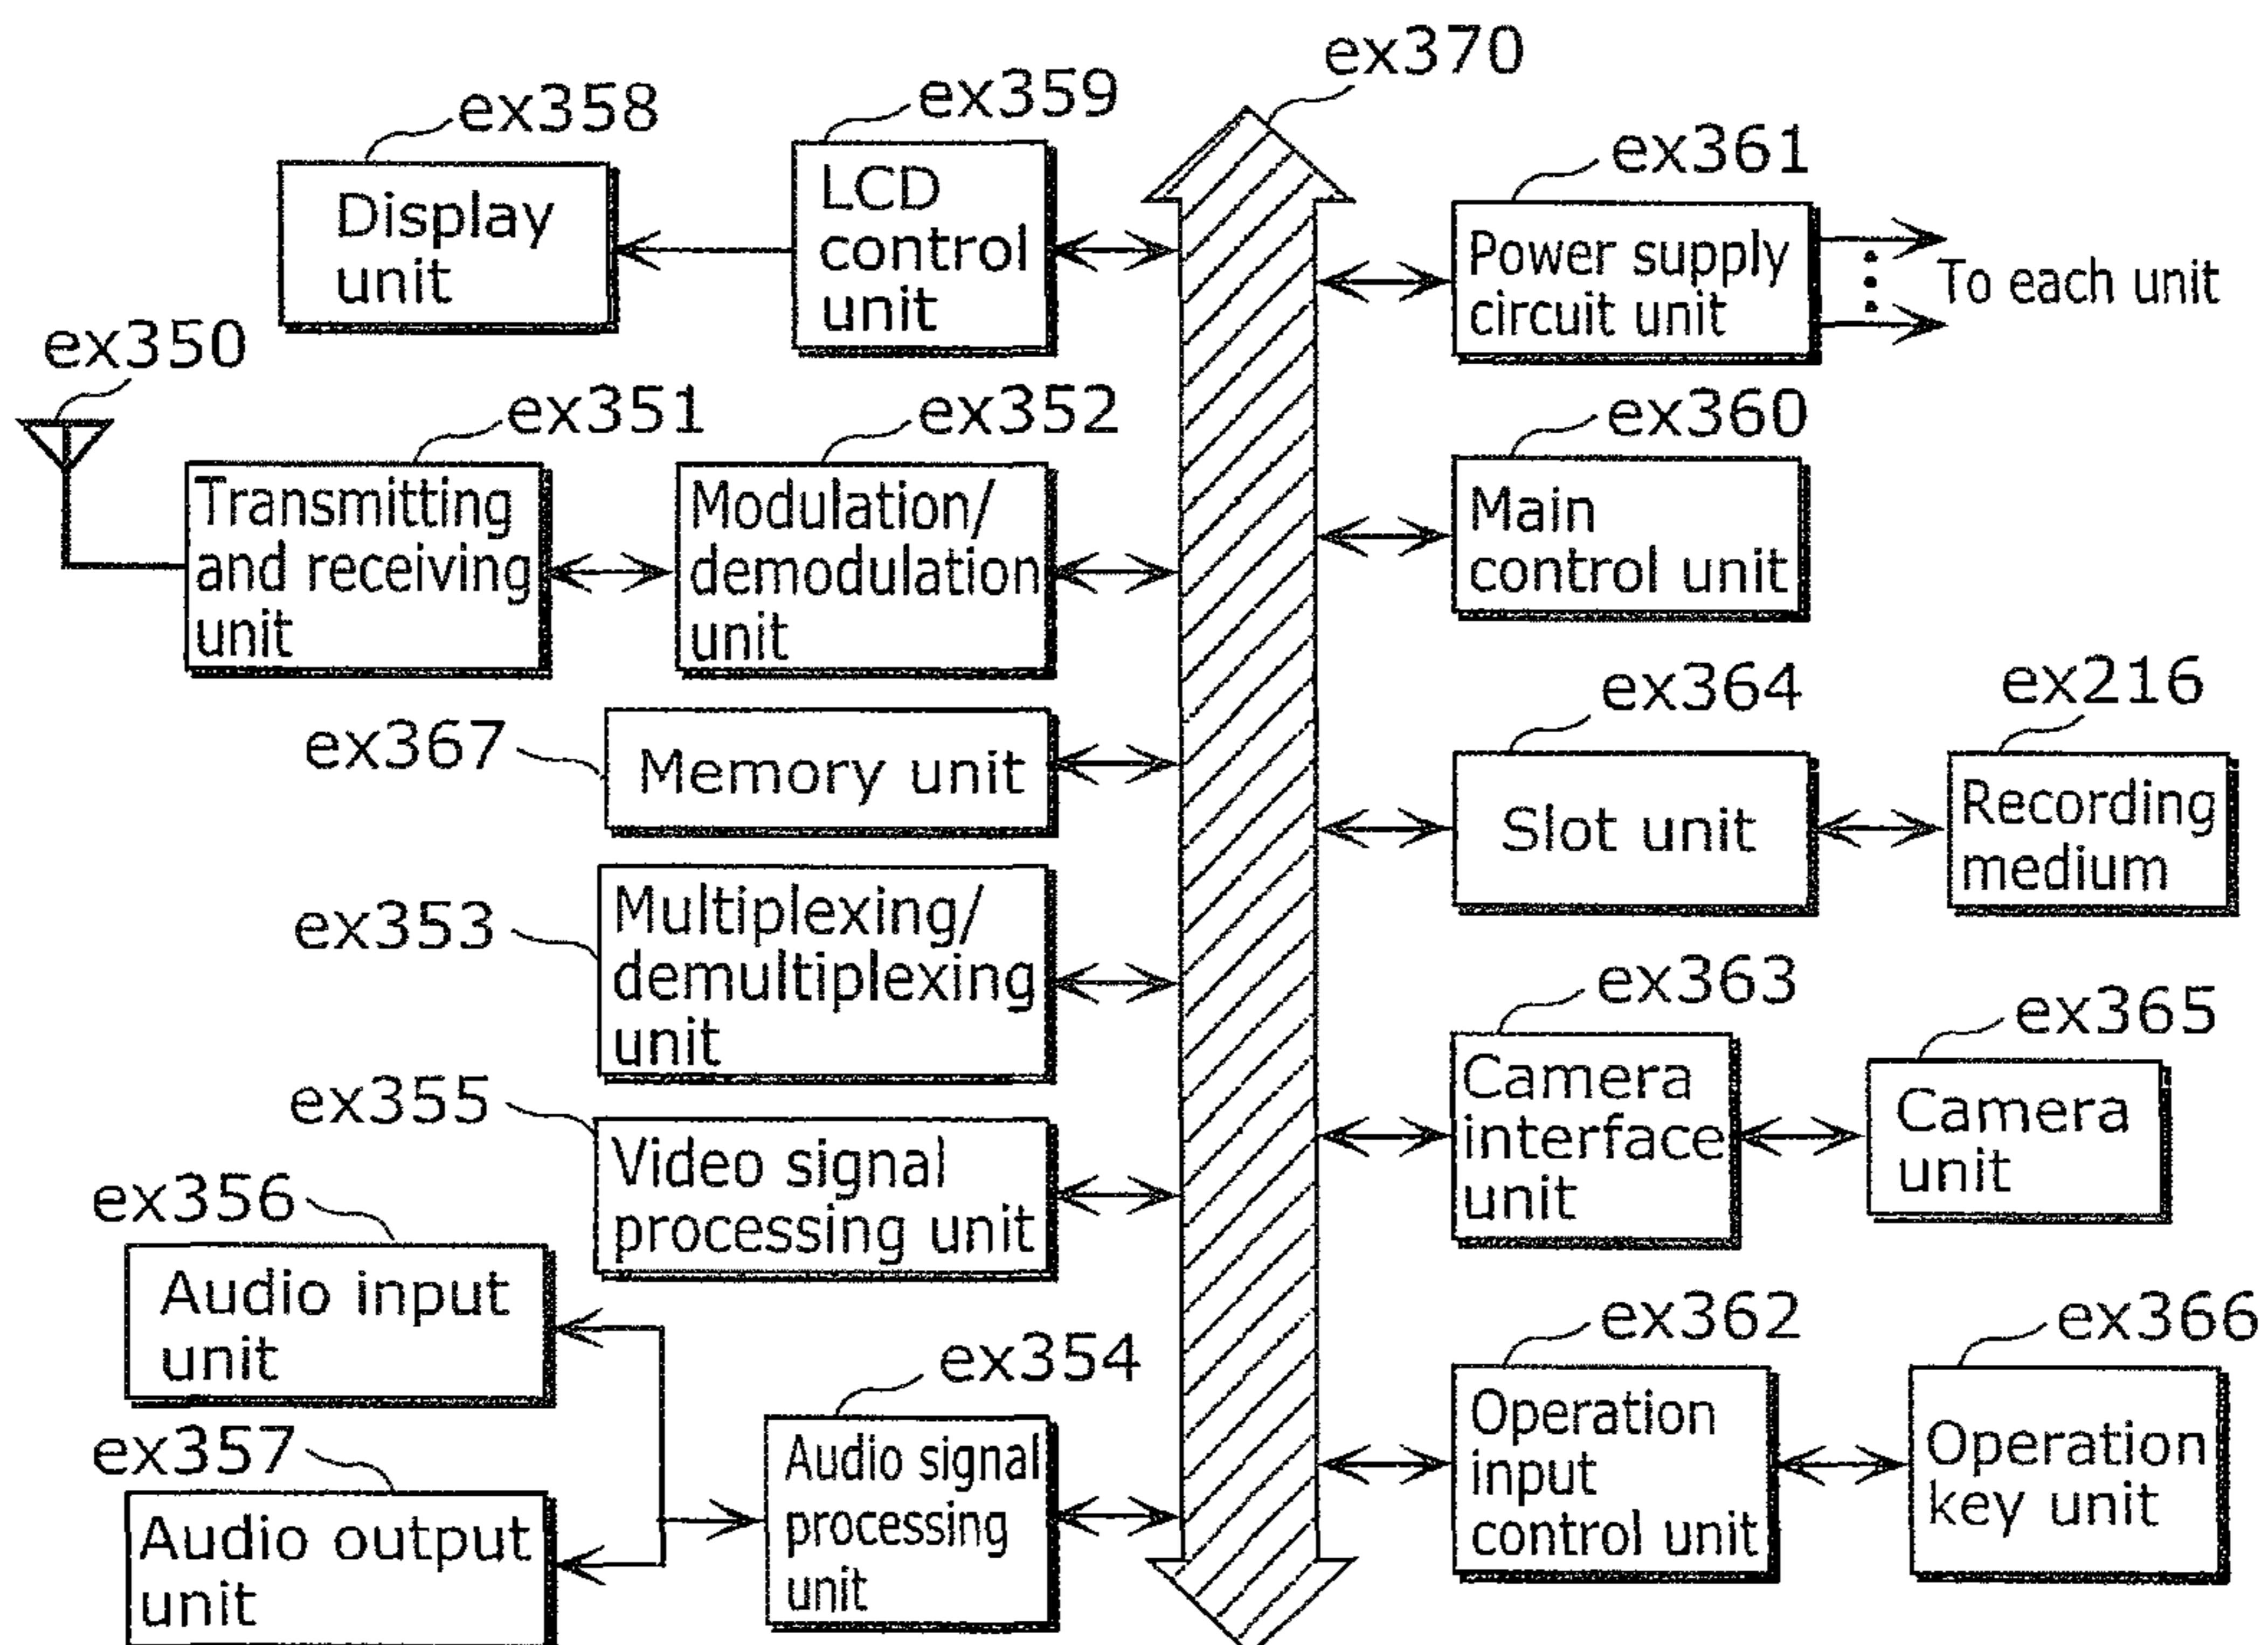 ex370
ex359
ex358
ex361
LCD
control
unit
Display
unit
Power supply
circuit unit
To each unit
ex350
ex351
ex352
ex360
Transmitting
and receiving
unit
Modulation/
demodulation
unit
Main
control unit
ex364
ex216
ex367
Memory unit
Slot unit
Recording
medium
ex353
Multiplexing/
demultiplexing
unit
ex363
ex365
Camera
interface
unit
Camera
unit
ex355
Video signal
processing unit
ex356
Audio input
unit
ex362
ex366
ex354
Operation
input
control unit
Operation
key unit
ex357
Audio output
unit
Audio signal
processing
unit